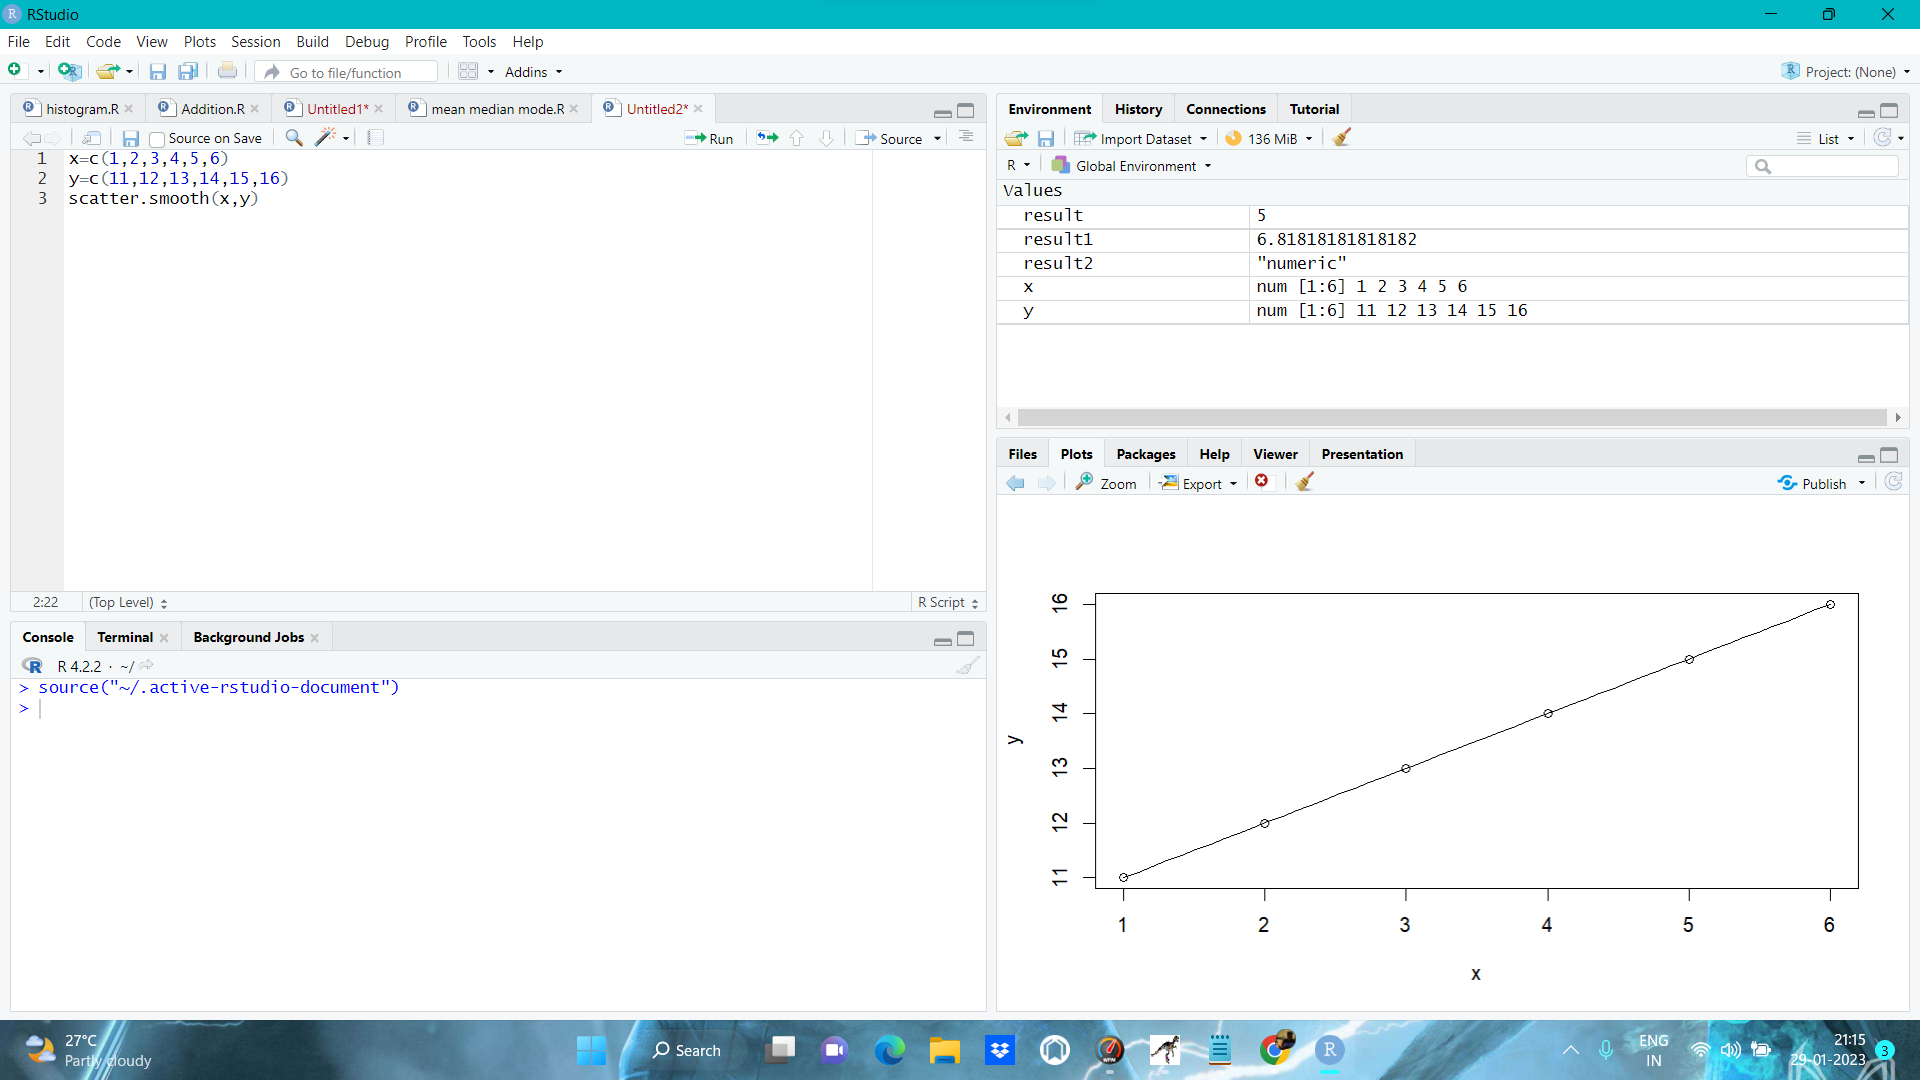 RStudio
File Edit Code View Plots Session Build Debug Profile Tools Help
Go to file/function Addins Project: (None)
histogram.R Addition.R Untitled1* mean median mode.R Untitled2*
Source on Save Run Source
1 x=c(1,2,3,4,5,6)
2 y=c(11,12,13,14,15,16)
3 scatter.smooth(x,y)
2:22 (Top Level) R Script
Console Terminal Background Jobs
R 4.2.2 · ~/
> source("~/.active-rstudio-document")
>
Environment History Connections Tutorial
Import Dataset 136 MiB List
R Global Environment
Values
result 5
result1 6.81818181818182
result2 "numeric"
x num [1:6] 1 2 3 4 5 6
y num [1:6] 11 12 13 14 15 16
Files Plots Packages Help Viewer Presentation
Zoom Export Publish
16
15
14
13
12
11
y
1 2 3 4 5 6
x
27°C
Partly cloudy
Search
WPM
R
ENG
IN
21:15
29-01-2023
3